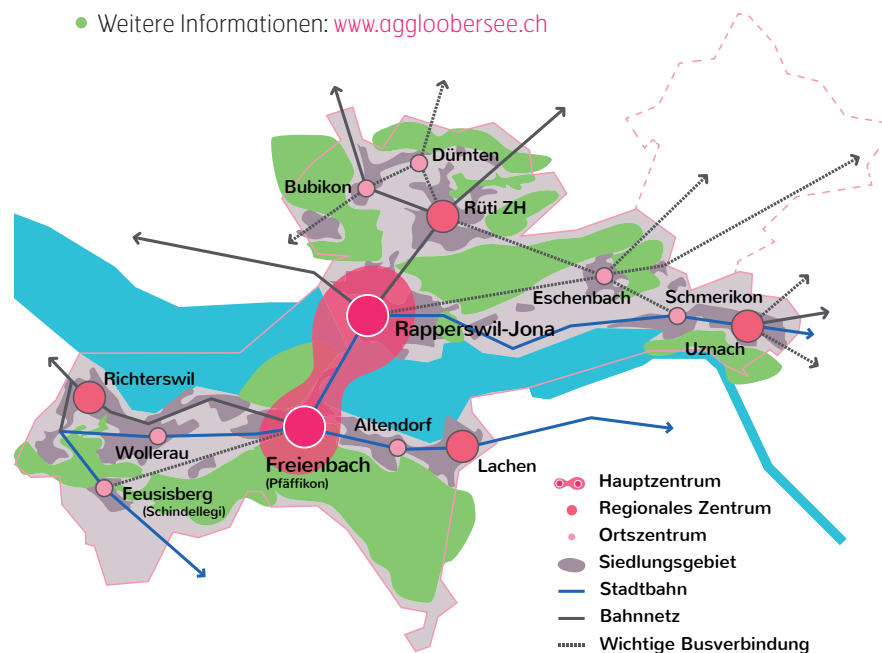 Weitere Informationen: www.aggloobersee.ch
Dürnten
Bubikon
Rüti ZH
Eschenbach
Schmerikon
Rapperswil-Jona
Uznach
Richterswil
Altendorf
Wollerau
Freienbach
(Pfäffikon)
Lachen
Feusisberg
(Schindellegi)
Hauptzentrum
Regionales Zentrum
Ortszentrum
Siedlungsgebiet
Stadtbahn
Bahnnetz
Wichtige Busverbindung